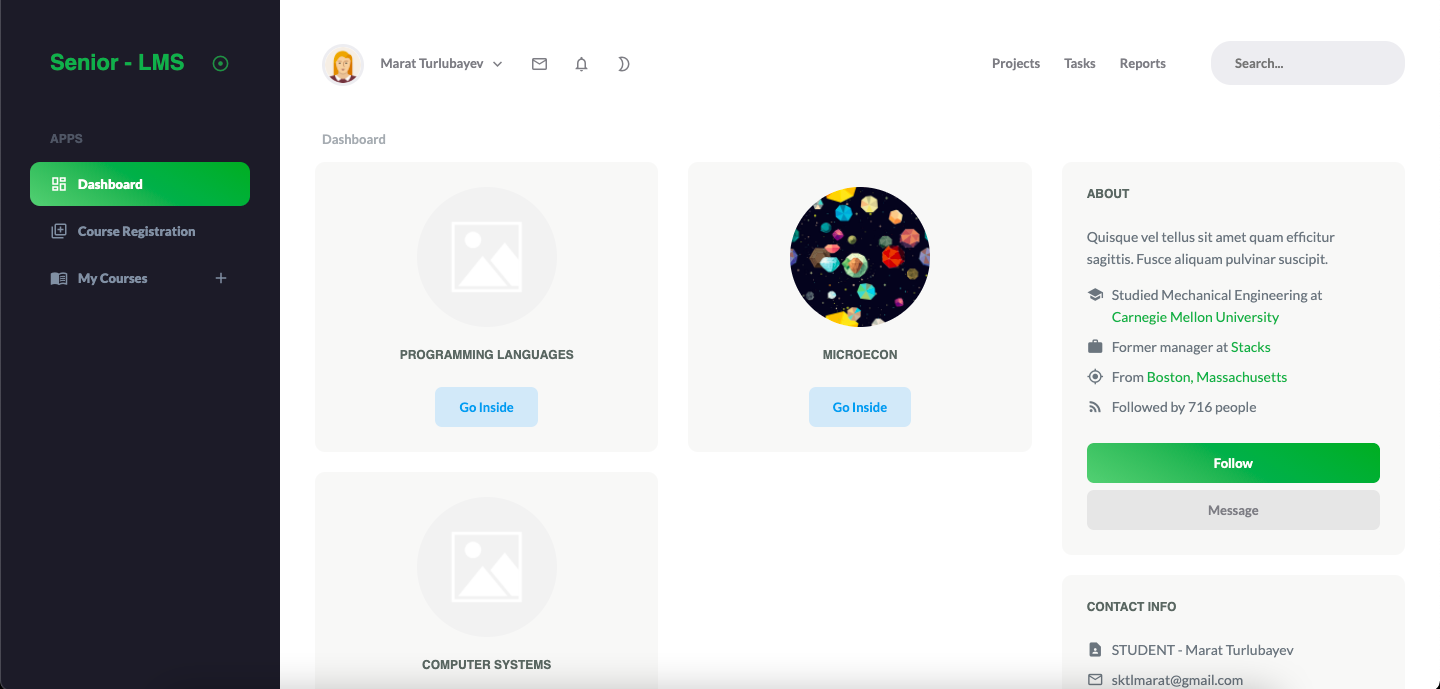 Senior - LMS
APPS
Dashboard
Course Registration
My Courses
Marat Turlubayev
Projects
Tasks
Reports
Search...
Dashboard
PROGRAMMING LANGUAGES
Go Inside
MICROECON
Go Inside
COMPUTER SYSTEMS
ABOUT
Quisque vel tellus sit amet quam efficitur
sagittis. Fusce aliquam pulvinar suscipit.
Studied Mechanical Engineering at
Carnegie Mellon University
Former manager at Stacks
From Boston, Massachusetts
Followed by 716 people
Follow
Message
CONTACT INFO
STUDENT - Marat Turlubayev
sktlmarat@gmail.com